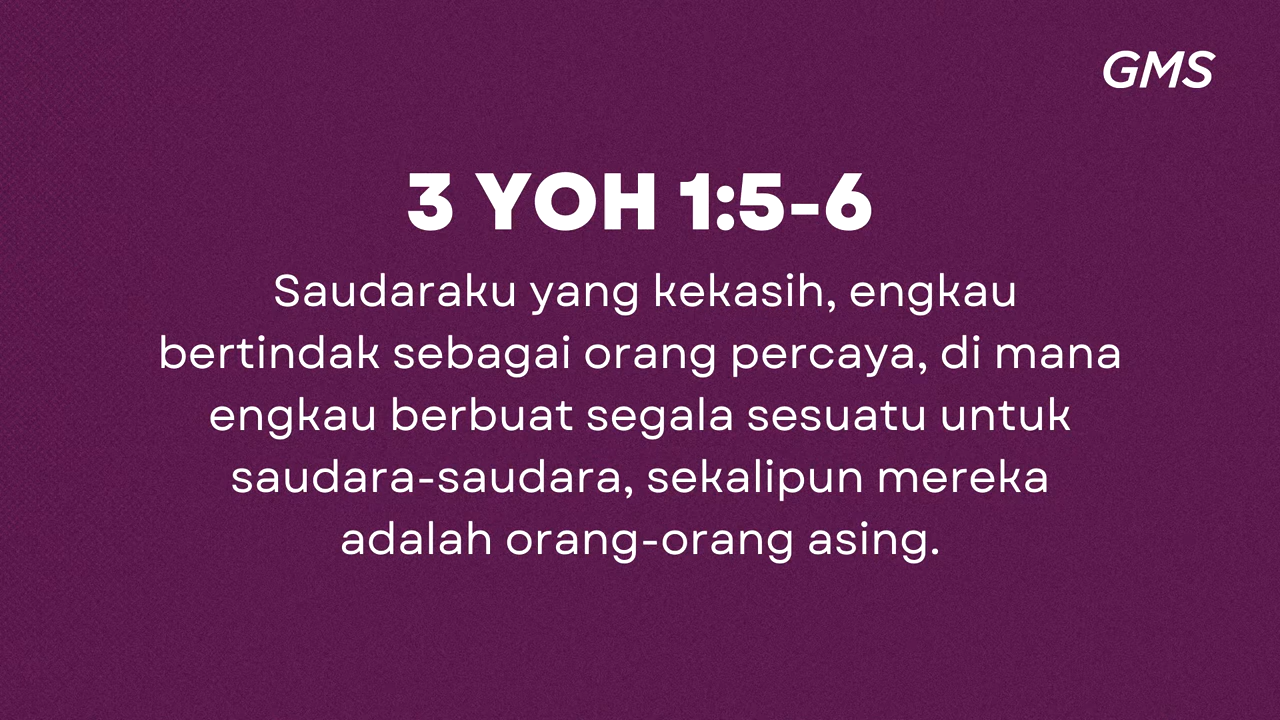 GMS
3 YOH 1:5-6
Saudaraku yang kekasih, engkau
bertindak sebagai orang percaya, di mana
engkau berbuat segala sesuatu untuk
saudara-saudara, sekalipun mereka
adalah orang-orang asing.